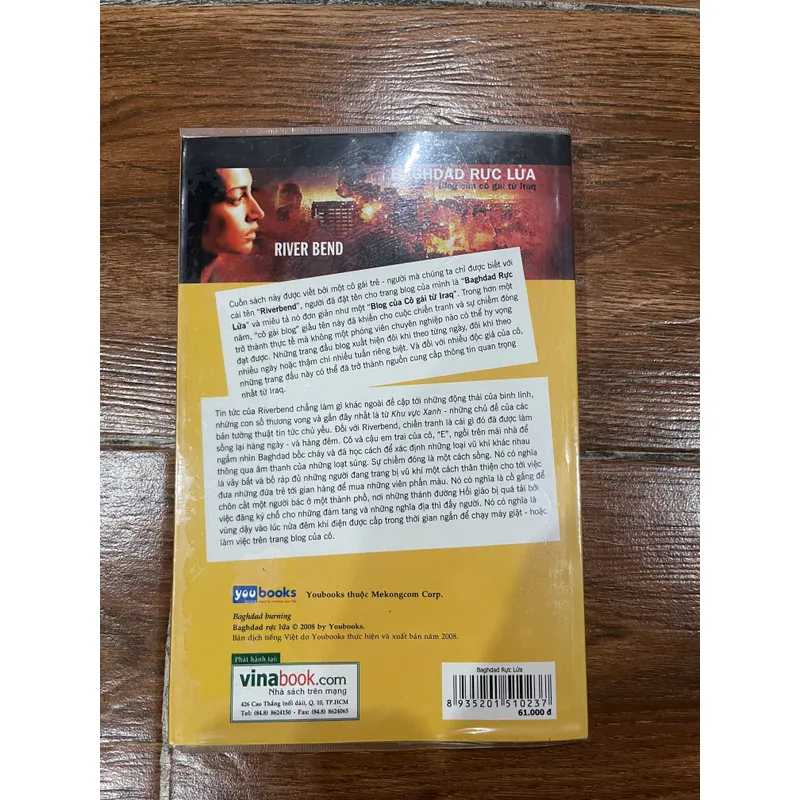 BAGHDAD RỰC LỬA
Blog của cô gái từ Iraq
RIVER BEND
Cuốn sách này được viết bởi một cô gái trẻ - người mà chúng ta chỉ được biết với
cái tên "Riverbend", người đã đặt tên cho trang blog của mình là "Baghdad Rực
Lửa" và miêu tả nó đơn giản như một "Blog của Cô gái từ Iraq". Trong hơn một
năm, "cô gái blog" giấu tên này đã khiến cho cuộc chiến tranh và sự chiếm đóng
trở thành thực tế mà không một phóng viên chuyên nghiệp nào có thể hy vọng
đạt được. Những trang đầu blog xuất hiện đôi khi theo từng ngày, đôi khi theo
nhiều ngày hoặc thậm chí nhiều tuần riêng biệt. Và đối với nhiều độc giả của cô,
những trang đầu này có thể đã trở thành nguồn cung cấp thông tin quan trọng
nhất từ Iraq.
Tin tức của Riverbend chẳng làm gì khác ngoài đề cập tới những động thái của binh lính,
những con số thương vong và gần đây nhất là từ Khu vực Xanh - những chủ đề của các
bản tường thuật tin tức chủ yếu. Đối với Riverbend, chiến tranh là cái gì đó đã được làm
sống lại hàng ngày - và hàng đêm. Cô và cậu em trai của cô, "E", ngồi trên mái nhà để
ngắm nhìn Baghdad bốc cháy và đã học cách để xác định những loại vũ khí khác nhau
thông qua âm thanh của những loạt súng. Sự chiếm đóng là một cách sống. Nó có nghĩa
là vây bắt và bố ráp đủ những người đang trang bị vũ khí một cách thân thiện cho tới việc
đưa những đứa trẻ tới gian hàng để mua những viên phấn màu. Nó có nghĩa là cố gắng để
chôn cất một người bác ở một thành phố, nơi những thánh đường Hồi giáo bị quá tải bởi
việc đăng ký chỗ cho những đám tang và những nghĩa địa thì đầy người. Nó có nghĩa là
vùng dậy vào lúc nửa đêm khi điện được cấp trong thời gian ngắn để chạy máy giặt - hoặc
làm việc trên trang blog của cô.
youbooks
Youbooks thuộc Mekongcom Corp.
Baghdad burning
Baghdad rực lửa © 2008 by Youbooks.
Bản dịch tiếng Việt do Youbooks thực hiện và xuất bản năm 2008.
Phát hành tại:
vinabook.com
Nhà sách trên mạng
426 Cao Thắng (nối dài), Q. 10, TP.HCM
Tel: (84.8) 8624150 - Fax: (84.8) 8624065
Baghdad Rực Lửa
8 935201 510237
61.000 đ